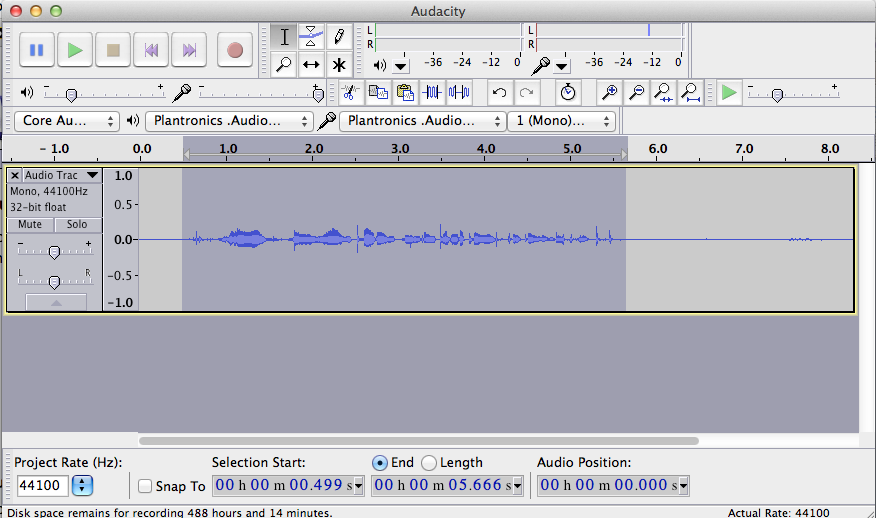 Audacity
L
R
-36 -24 -12 0
L
R
-36 -24 -12 0
- +
- +
- +
Core Au... Plantronics .Audio... Plantronics .Audio... 1 (Mono)...
- 1.0 0.0 1.0 2.0 3.0 4.0 5.0 6.0 7.0 8.0
Audio Trac
Mono, 44100Hz
32-bit float
Mute Solo
- +
L R
1.0
0.5-
0.0-
-0.5-
-1.0
Project Rate (Hz): Selection Start: End Length Audio Position:
44100 Snap To 00 h 00 m 00.499 s 00 h 00 m 05.666 s 00 h 00 m 00.000 s
Disk space remains for recording 488 hours and 14 minutes. Actual Rate: 44100